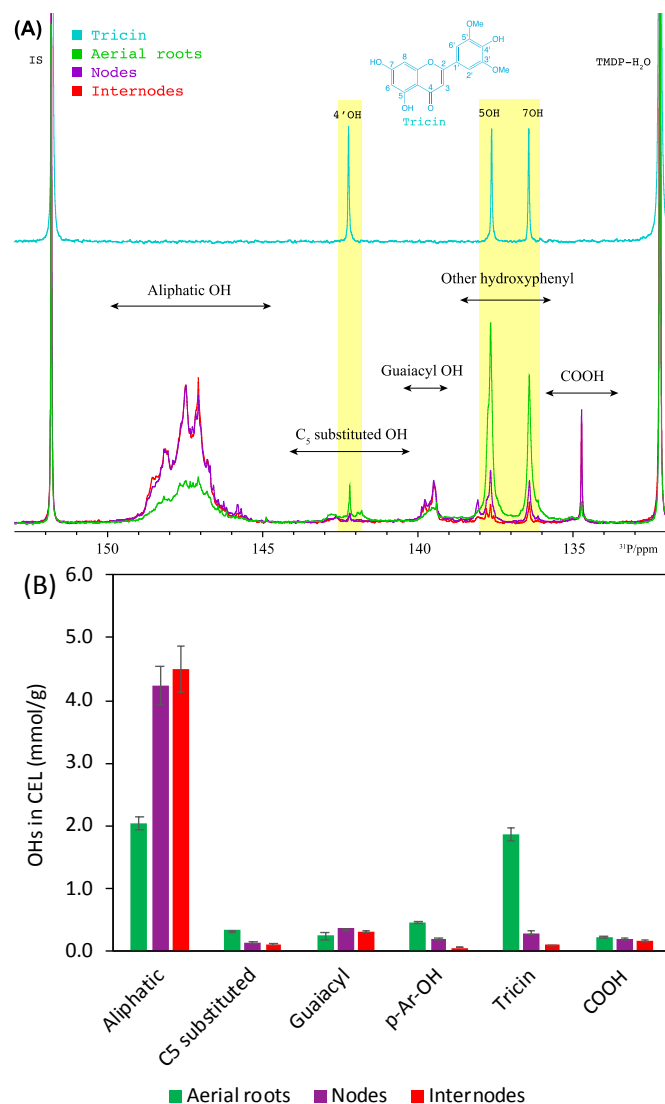 (A)
Tricin
Aerial roots
Nodes
Internodes
IS
TMDP-H₂O
OMe
OH
OMe
HO
OH
O
O
8
7
6
5
4
3
2
1'
2'
3'
4'
5'
6'
Tricin
4'OH
5OH
7OH
Aliphatic OH
Other hydroxyphenyl
Guaiacyl OH
COOH
C₅ substituted OH
150
145
140
135
³¹P/ppm
(B)
OHs in CEL (mmol/g)
6.0
5.0
4.0
3.0
2.0
1.0
0.0
Aliphatic
C5 substituted
Guaiacyl
p-Ar-OH
Tricin
COOH
Aerial roots
Nodes
Internodes